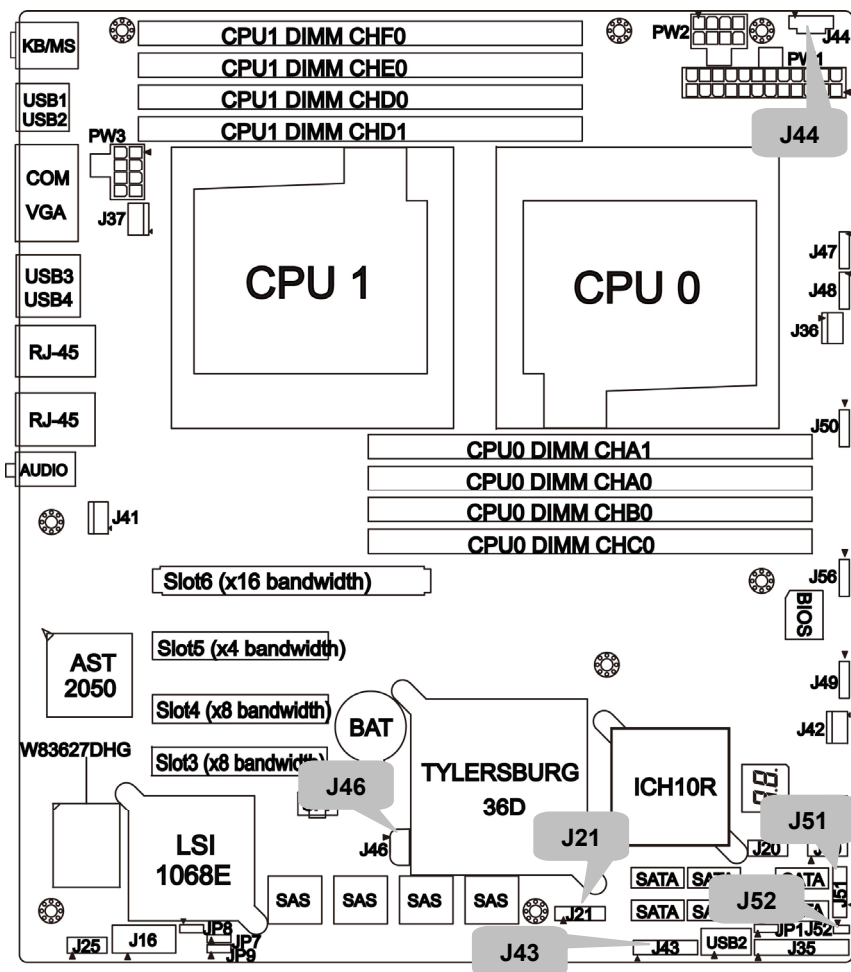 KB/MS
CPU1 DIMM CHF0
PW2
J44
CPU1 DIMM CHE0
PW1
USB1
USB2
CPU1 DIMM CHD0
CPU1 DIMM CHD1
J44
PW3
COM
VGA
J37
CPU 1
CPU 0
J47
J48
USB3
USB4
J36
RJ-45
RJ-45
J50
CPU0 DIMM CHA1
AUDIO
CPU0 DIMM CHA0
CPU0 DIMM CHB0
J41
CPU0 DIMM CHC0
Slot6 (x16 bandwidth)
J56
BIOS
Slot5 (x4 bandwidth)
AST
2050
J49
Slot4 (x8 bandwidth)
BAT
J42
W83627DHG
Slot3 (x8 bandwidth)
TYLERSBURG
36D
ICH10R
88
J46
J21
J51
LSI
1068E
J46
J20
SATA
SATA
SATA
J51
SAS
SAS
SAS
SAS
J52
J21
SATA
JP8
JP7
JP9
J25
J16
J43
J43
USB2
JP1
J52
J35